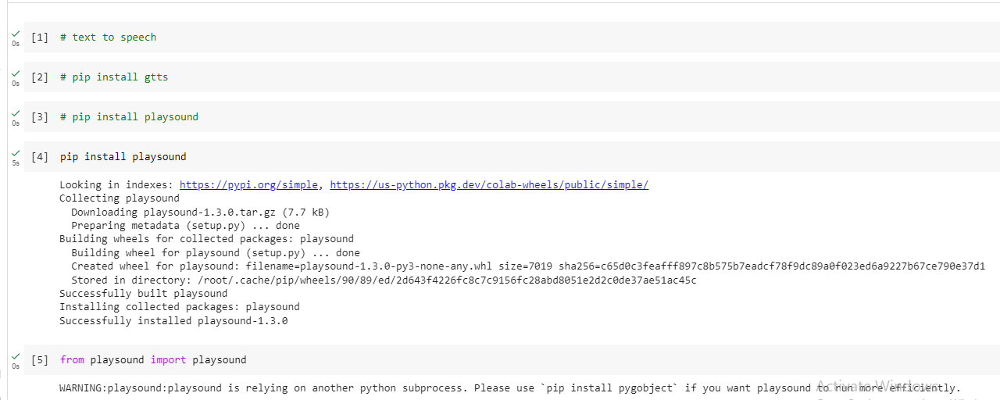 0s [1] # text to speech
0s [2] # pip install gtts
0s [3] # pip install playsound
5s [4] pip install playsound
Looking in indexes: https://pypi.org/simple, https://us-python.pkg.dev/colab-wheels/public/simple/
Collecting playsound
  Downloading playsound-1.3.0.tar.gz (7.7 kB)
  Preparing metadata (setup.py) ... done
Building wheels for collected packages: playsound
  Building wheel for playsound (setup.py) ... done
  Created wheel for playsound: filename=playsound-1.3.0-py3-none-any.whl size=7019 sha256=c65d0c3feafff897c8b575b7eadcf78f9dc89a0f023ed6a9227b67ce790e37d1
  Stored in directory: /root/.cache/pip/wheels/90/89/ed/2d643f4226fc8c7c9156fc28abd8051e2d2c0de37ae51ac45c
Successfully built playsound
Installing collected packages: playsound
Successfully installed playsound-1.3.0
0s [5] from playsound import playsound
WARNING:playsound:playsound is relying on another python subprocess. Please use `pip install pygobject` if you want playsound to run more efficiently.
Activate Windows